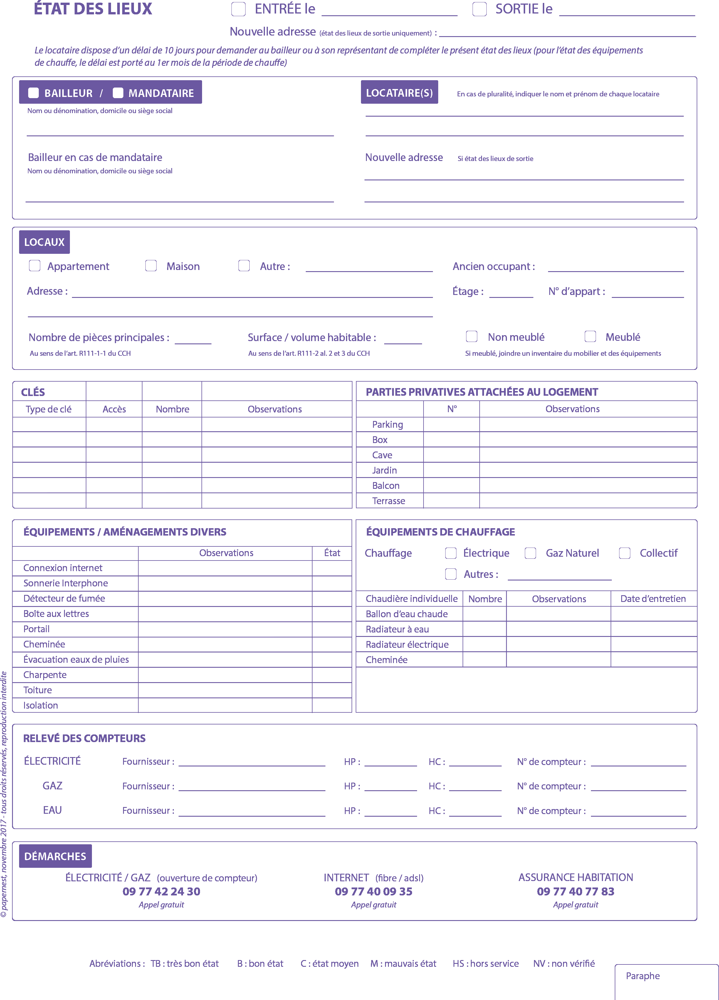 ÉTAT DES LIEUX ENTRÉE le SORTIE le
Nouvelle adresse (état des lieux de sortie uniquement) :
Le locataire dispose d’un délai de 10 jours pour demander au bailleur ou à son représentant de compléter le présent état des lieux (pour l’état des équipements
de chauffe, le délai est porté au 1er mois de la période de chauffe)
BAILLEUR / MANDATAIRE
Nom ou dénomination, domicile ou siège social
Bailleur en cas de mandataire
Nom ou dénomination, domicile ou siège social
LOCATAIRE(S) En cas de pluralité, indiquer le nom et prénom de chaque locataire
Nouvelle adresse Si état des lieux de sortie
LOCAUX
Appartement Maison Autre : Ancien occupant :
Adresse : Étage : N° d’appart :
Nombre de pièces principales : Surface / volume habitable : Non meublé Meublé
Au sens de l’art. R111-1-1 du CCH Au sens de l’art. R111-2 al. 2 et 3 du CCH Si meublé, joindre un inventaire du mobilier et des équipements
CLÉS
Type de clé Accès Nombre Observations
PARTIES PRIVATIVES ATTACHÉES AU LOGEMENT
N° Observations
Parking
Box
Cave
Jardin
Balcon
Terrasse
ÉQUIPEMENTS / AMÉNAGEMENTS DIVERS
Observations État
Connexion internet
Sonnerie Interphone
Détecteur de fumée
Boîte aux lettres
Portail
Cheminée
Évacuation eaux de pluies
Charpente
Toiture
Isolation
ÉQUIPEMENTS DE CHAUFFAGE
Chauffage Électrique Gaz Naturel Collectif
Autres :
Chaudière individuelle Nombre Observations Date d’entretien
Ballon d’eau chaude
Radiateur à eau
Radiateur électrique
Cheminée
RELEVÉ DES COMPTEURS
ÉLECTRICITÉ Fournisseur : HP : HC : N° de compteur :
GAZ Fournisseur : HP : HC : N° de compteur :
EAU Fournisseur : HP : HC : N° de compteur :
DÉMARCHES
ÉLECTRICITÉ / GAZ (ouverture de compteur) INTERNET (fibre / adsl) ASSURANCE HABITATION
09 77 42 24 30 09 77 40 09 35 09 77 40 77 83
Appel gratuit Appel gratuit Appel gratuit
© papernest, novembre 2017 - tous droits réservés, reproduction interdite
Abréviations : TB : très bon état B : bon état C : état moyen M : mauvais état HS : hors service NV : non vérifié
Paraphe